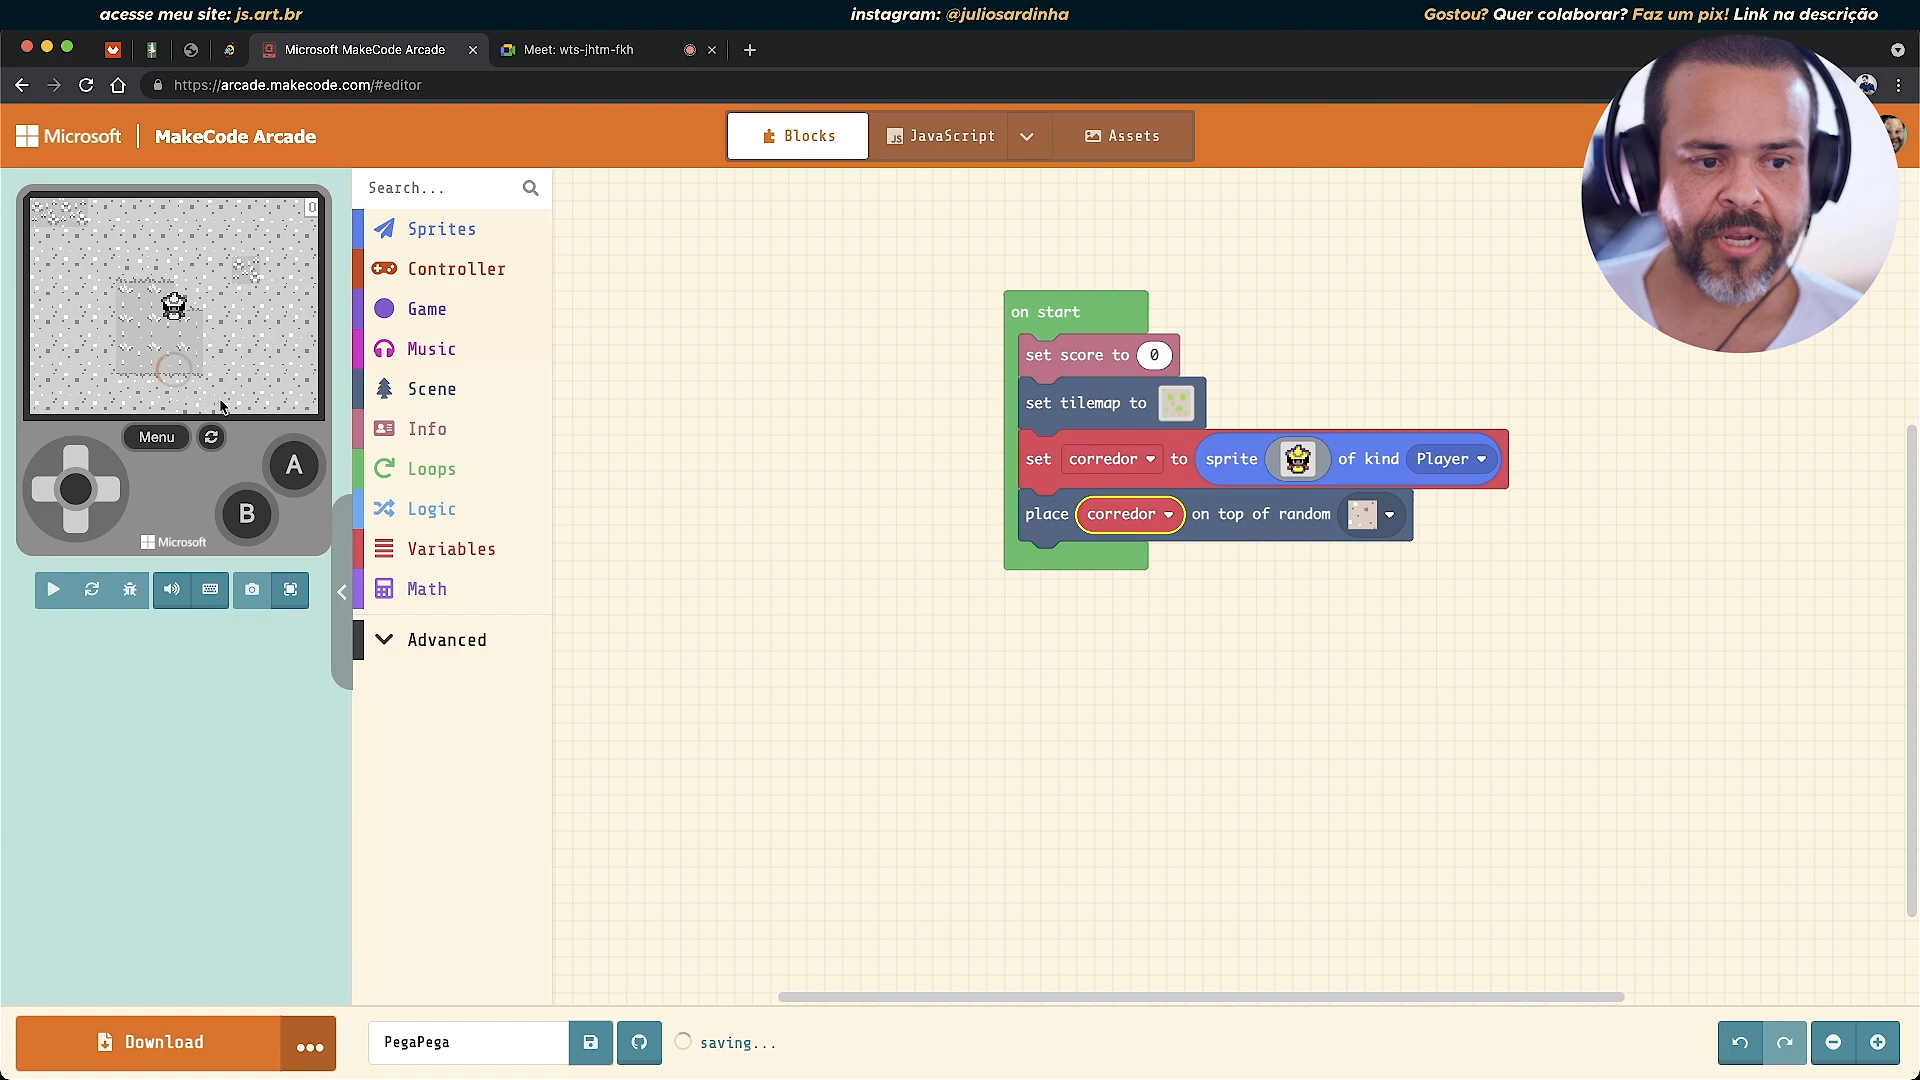 acesse meu site: js.art.br
instagram: @juliosardinha
Gostou? Quer colaborar? Faz um pix! Link na descrição
Microsoft MakeCode Arcade
Meet: wts-jhtm-fkh
https://arcade.makecode.com/#editor
Microsoft
MakeCode Arcade
Blocks
JS JavaScript
Assets
0
Menu
A
B
Microsoft
Search...
Sprites
Controller
Game
Music
Scene
Info
Loops
Logic
Variables
Math
Advanced
on start
set score to 0
set tilemap to
set corredor to sprite of kind Player
place corredor on top of random
Download
PegaPega
saving...